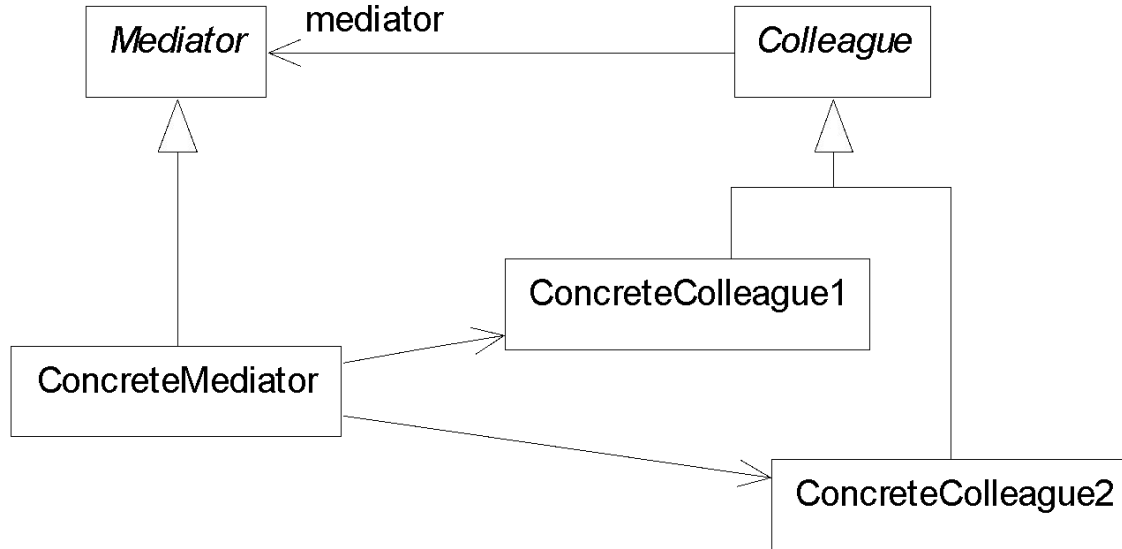 Mediator
mediator
Colleague
ConcreteColleague1
ConcreteMediator
ConcreteColleague2